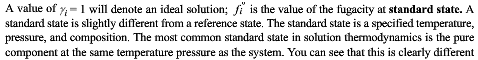 A value of γi = 1 will denote an ideal solution; fi° is the value of the fugacity at standard state. A
standard state is slightly different from a reference state. The standard state is a specified temperature,
pressure, and composition. The most common standard state in solution thermodynamics is the pure
component at the same temperature pressure as the system. You can see that this is clearly different